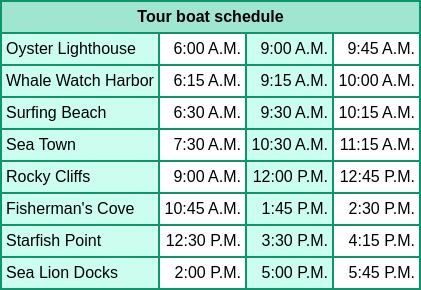 Tour boat schedule
Oyster Lighthouse 6:00 A.M. 9:00 A.M. 9:45 A.M.
Whale Watch Harbor 6:15 A.M. 9:15 A.M. 10:00 A.M.
Surfing Beach 6:30 A.M. 9:30 A.M. 10:15 A.M.
Sea Town 7:30 A.M. 10:30 A.M. 11:15 A.M.
Rocky Cliffs 9:00 A.M. 12:00 P.M. 12:45 P.M.
Fisherman's Cove 10:45 A.M. 1:45 P.M. 2:30 P.M.
Starfish Point 12:30 P.M. 3:30 P.M. 4:15 P.M.
Sea Lion Docks 2:00 P.M. 5:00 P.M. 5:45 P.M.